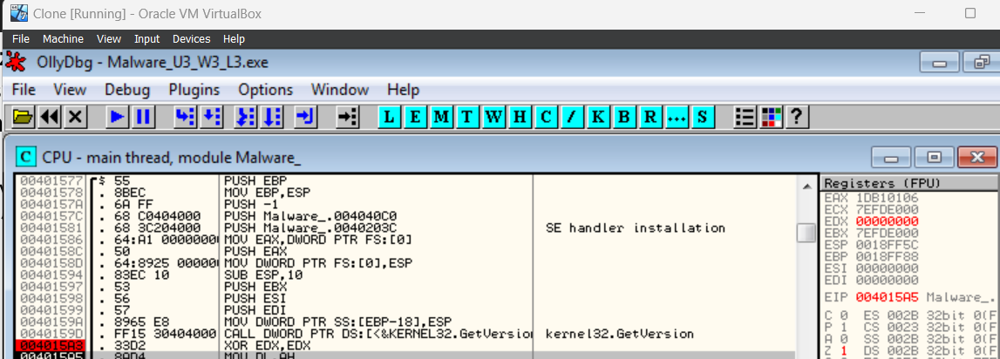 Clone [Running] - Oracle VM VirtualBox
File Machine View Input Devices Help
OllyDbg - Malware_U3_W3_L3.exe
File View Debug Plugins Options Window Help
L E M T W H C / K B R ... S ?
C CPU - main thread, module Malware_
00401577 $ 55 PUSH EBP
00401578 . 8BEC MOV EBP,ESP
0040157A . 6A FF PUSH -1
0040157C . 68 C0404000 PUSH Malware_.004040C0
00401581 . 68 3C204000 PUSH Malware_.0040203C SE handler installation
00401586 . 64:A1 0000000 MOV EAX,DWORD PTR FS:[0]
0040158C . 50 PUSH EAX
0040158D . 64:8925 00000 MOV DWORD PTR FS:[0],ESP
00401594 . 83EC 10 SUB ESP,10
00401597 . 53 PUSH EBX
00401598 . 56 PUSH ESI
00401599 . 57 PUSH EDI
0040159A . 8965 E8 MOV DWORD PTR SS:[EBP-18],ESP
0040159D . FF15 30404000 CALL DWORD PTR DS:[<&KERNEL32.GetVersion kernel32.GetVersion
004015A3 . 33D2 XOR EDX,EDX
004015A5 . 8AD4 MOV DL,AH
Registers (FPU)
EAX 1DB10106
ECX 7EFDE000
EDX 00000000
EBX 7EFDE000
ESP 0018FF5C
EBP 0018FF88
ESI 00000000
EDI 00000000
EIP 004015A5 Malware_.
C 0 ES 002B 32bit 0(F
P 1 CS 0023 32bit 0(F
A 0 SS 002B 32bit 0(F
Z 1 DS 002B 32bit 0(F